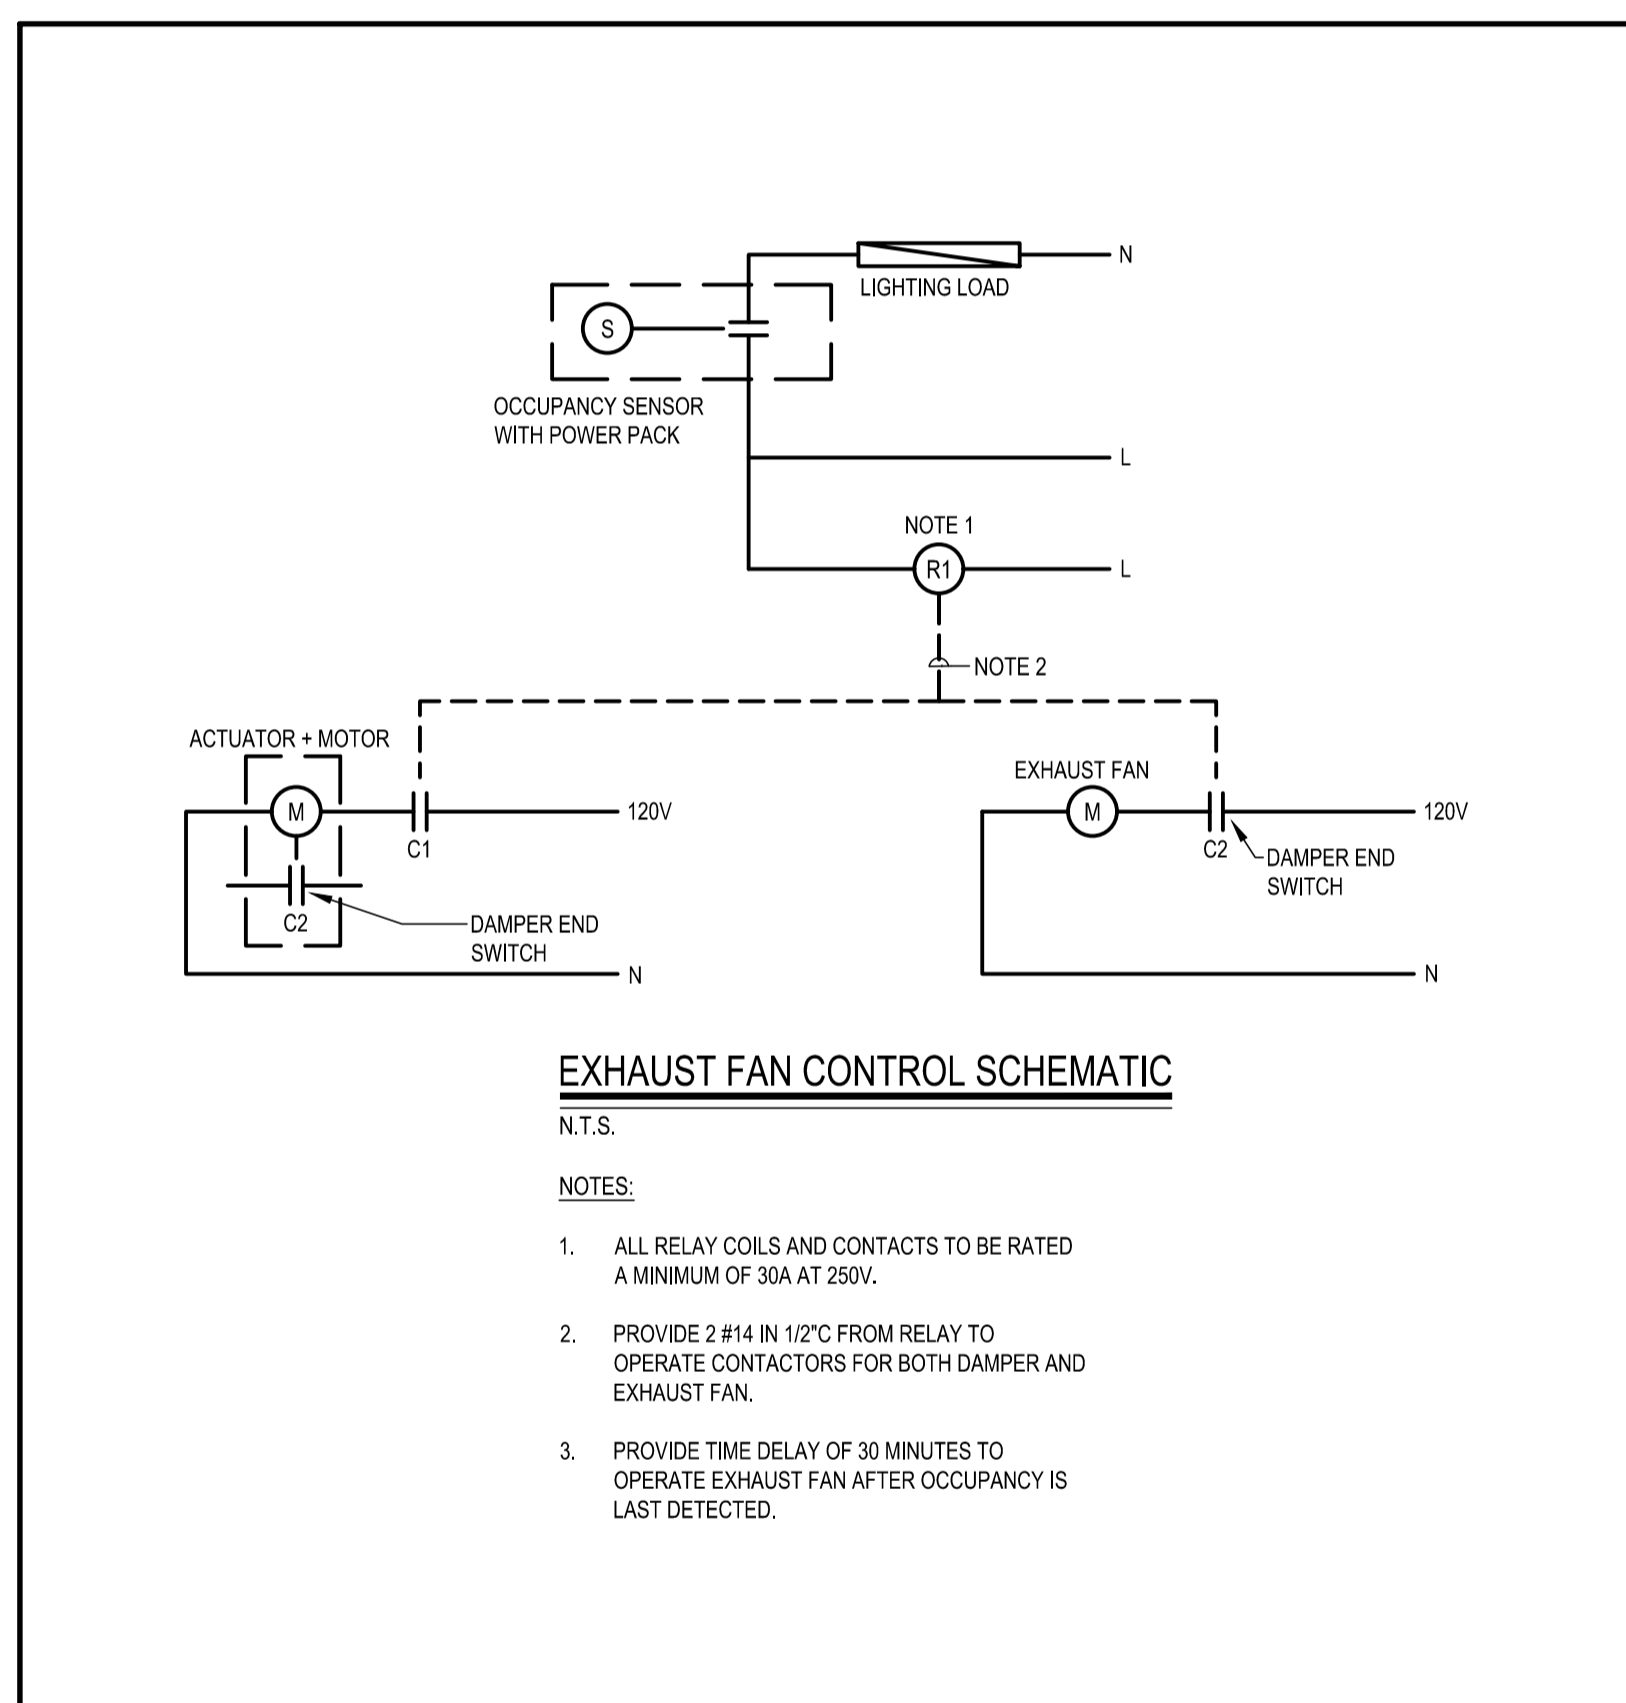 N
LIGHTING LOAD
S
OCCUPANCY SENSOR
WITH POWER PACK
L
NOTE 1
R1
L
NOTE 2
ACTUATOR + MOTOR
M
120V
C1
C2
DAMPER END
SWITCH
N
EXHAUST FAN
M
120V
C2
DAMPER END
SWITCH
N
EXHAUST FAN CONTROL SCHEMATIC
N.T.S.
NOTES:
1. ALL RELAY COILS AND CONTACTS TO BE RATED
A MINIMUM OF 30A AT 250V.
2. PROVIDE 2 #14 IN 1/2"C FROM RELAY TO
OPERATE CONTACTORS FOR BOTH DAMPER AND
EXHAUST FAN.
3. PROVIDE TIME DELAY OF 30 MINUTES TO
OPERATE EXHAUST FAN AFTER OCCUPANCY IS
LAST DETECTED.